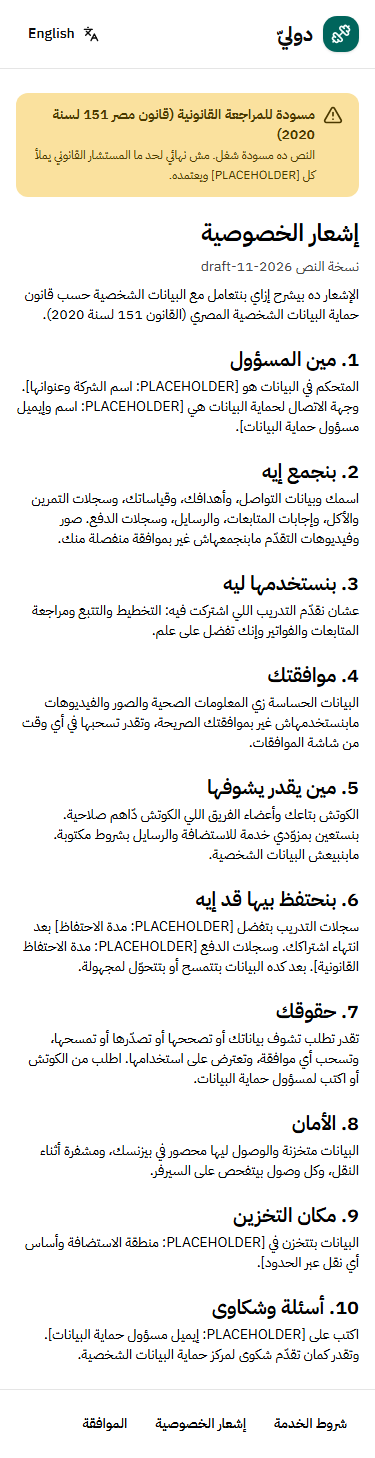 دوليّ
English
مسودة للمراجعة القانونية (قانون مصر 151 لسنة
2020)
النص ده مسودة شغل. مش نهائي لحد ما المستشار القانوني يملأ
كل [PLACEHOLDER] ويعتمده.
إشعار الخصوصية
نسخة النص draft-11-2026
الإشعار ده بيشرح إزاي بنتعامل مع البيانات الشخصية حسب قانون
حماية البيانات الشخصية المصري (القانون 151 لسنة 2020).
1. مين المسؤول
المتحكم في البيانات هو [PLACEHOLDER: اسم الشركة وعنوانها].
وجهة الاتصال لحماية البيانات هي [PLACEHOLDER: اسم وإيميل
مسؤول حماية البيانات].
2. بنجمع إيه
اسمك وبيانات التواصل، وأهدافك، وقياساتك، وسجلات التمرين
والأكل، وإجابات المتابعات، والرسايل، وسجلات الدفع. صور
وفيديوهات التقدّم مابنجمعهاش غير بموافقة منفصلة منك.
3. بنستخدمها ليه
عشان نقدّم التدريب اللي اشتركت فيه: التخطيط والتتبع ومراجعة
المتابعات والفواتير وإنك تفضل على علم.
4. موافقتك
البيانات الحساسة زي المعلومات الصحية والصور والفيديوهات
مابنستخدمهاش غير بموافقتك الصريحة، وتقدر تسحبها في أي وقت
من شاشة الموافقات.
5. مين يقدر يشوفها
الكوتش بتاعك وأعضاء الفريق اللي الكوتش دّاهم صلاحية.
بنستعين بمزوّدي خدمة للاستضافة والرسايل بشروط مكتوبة.
مابنبيعش البيانات الشخصية.
6. بنحتفظ بيها قد إيه
سجلات التدريب بتفضل [PLACEHOLDER: مدة الاحتفاظ] بعد
انتهاء اشتراكك. وسجلات الدفع [PLACEHOLDER: مدة الاحتفاظ
القانونية]. بعد كده البيانات بتتمسح أو بتتحوّل لمجهولة.
7. حقوقك
تقدر تطلب تشوف بياناتك أو تصححها أو تصدّرها أو تمسحها،
وتسحب أي موافقة، وتعترض على استخدامها. اطلب من الكوتش
أو اكتب لمسؤول حماية البيانات.
8. الأمان
البيانات متخزنة والوصول ليها محصور في بيزنسك، ومشفرة أثناء
النقل، وكل وصول بيتفحص على السيرفر.
9. مكان التخزين
البيانات بتتخزن في [PLACEHOLDER: منطقة الاستضافة وأساس
أي نقل عبر الحدود].
10. أسئلة وشكاوى
اكتب على [PLACEHOLDER: إيميل مسؤول حماية البيانات].
وتقدر كمان تقدّم شكوى لمركز حماية البيانات الشخصية.
شروط الخدمة
إشعار الخصوصية
الموافقة